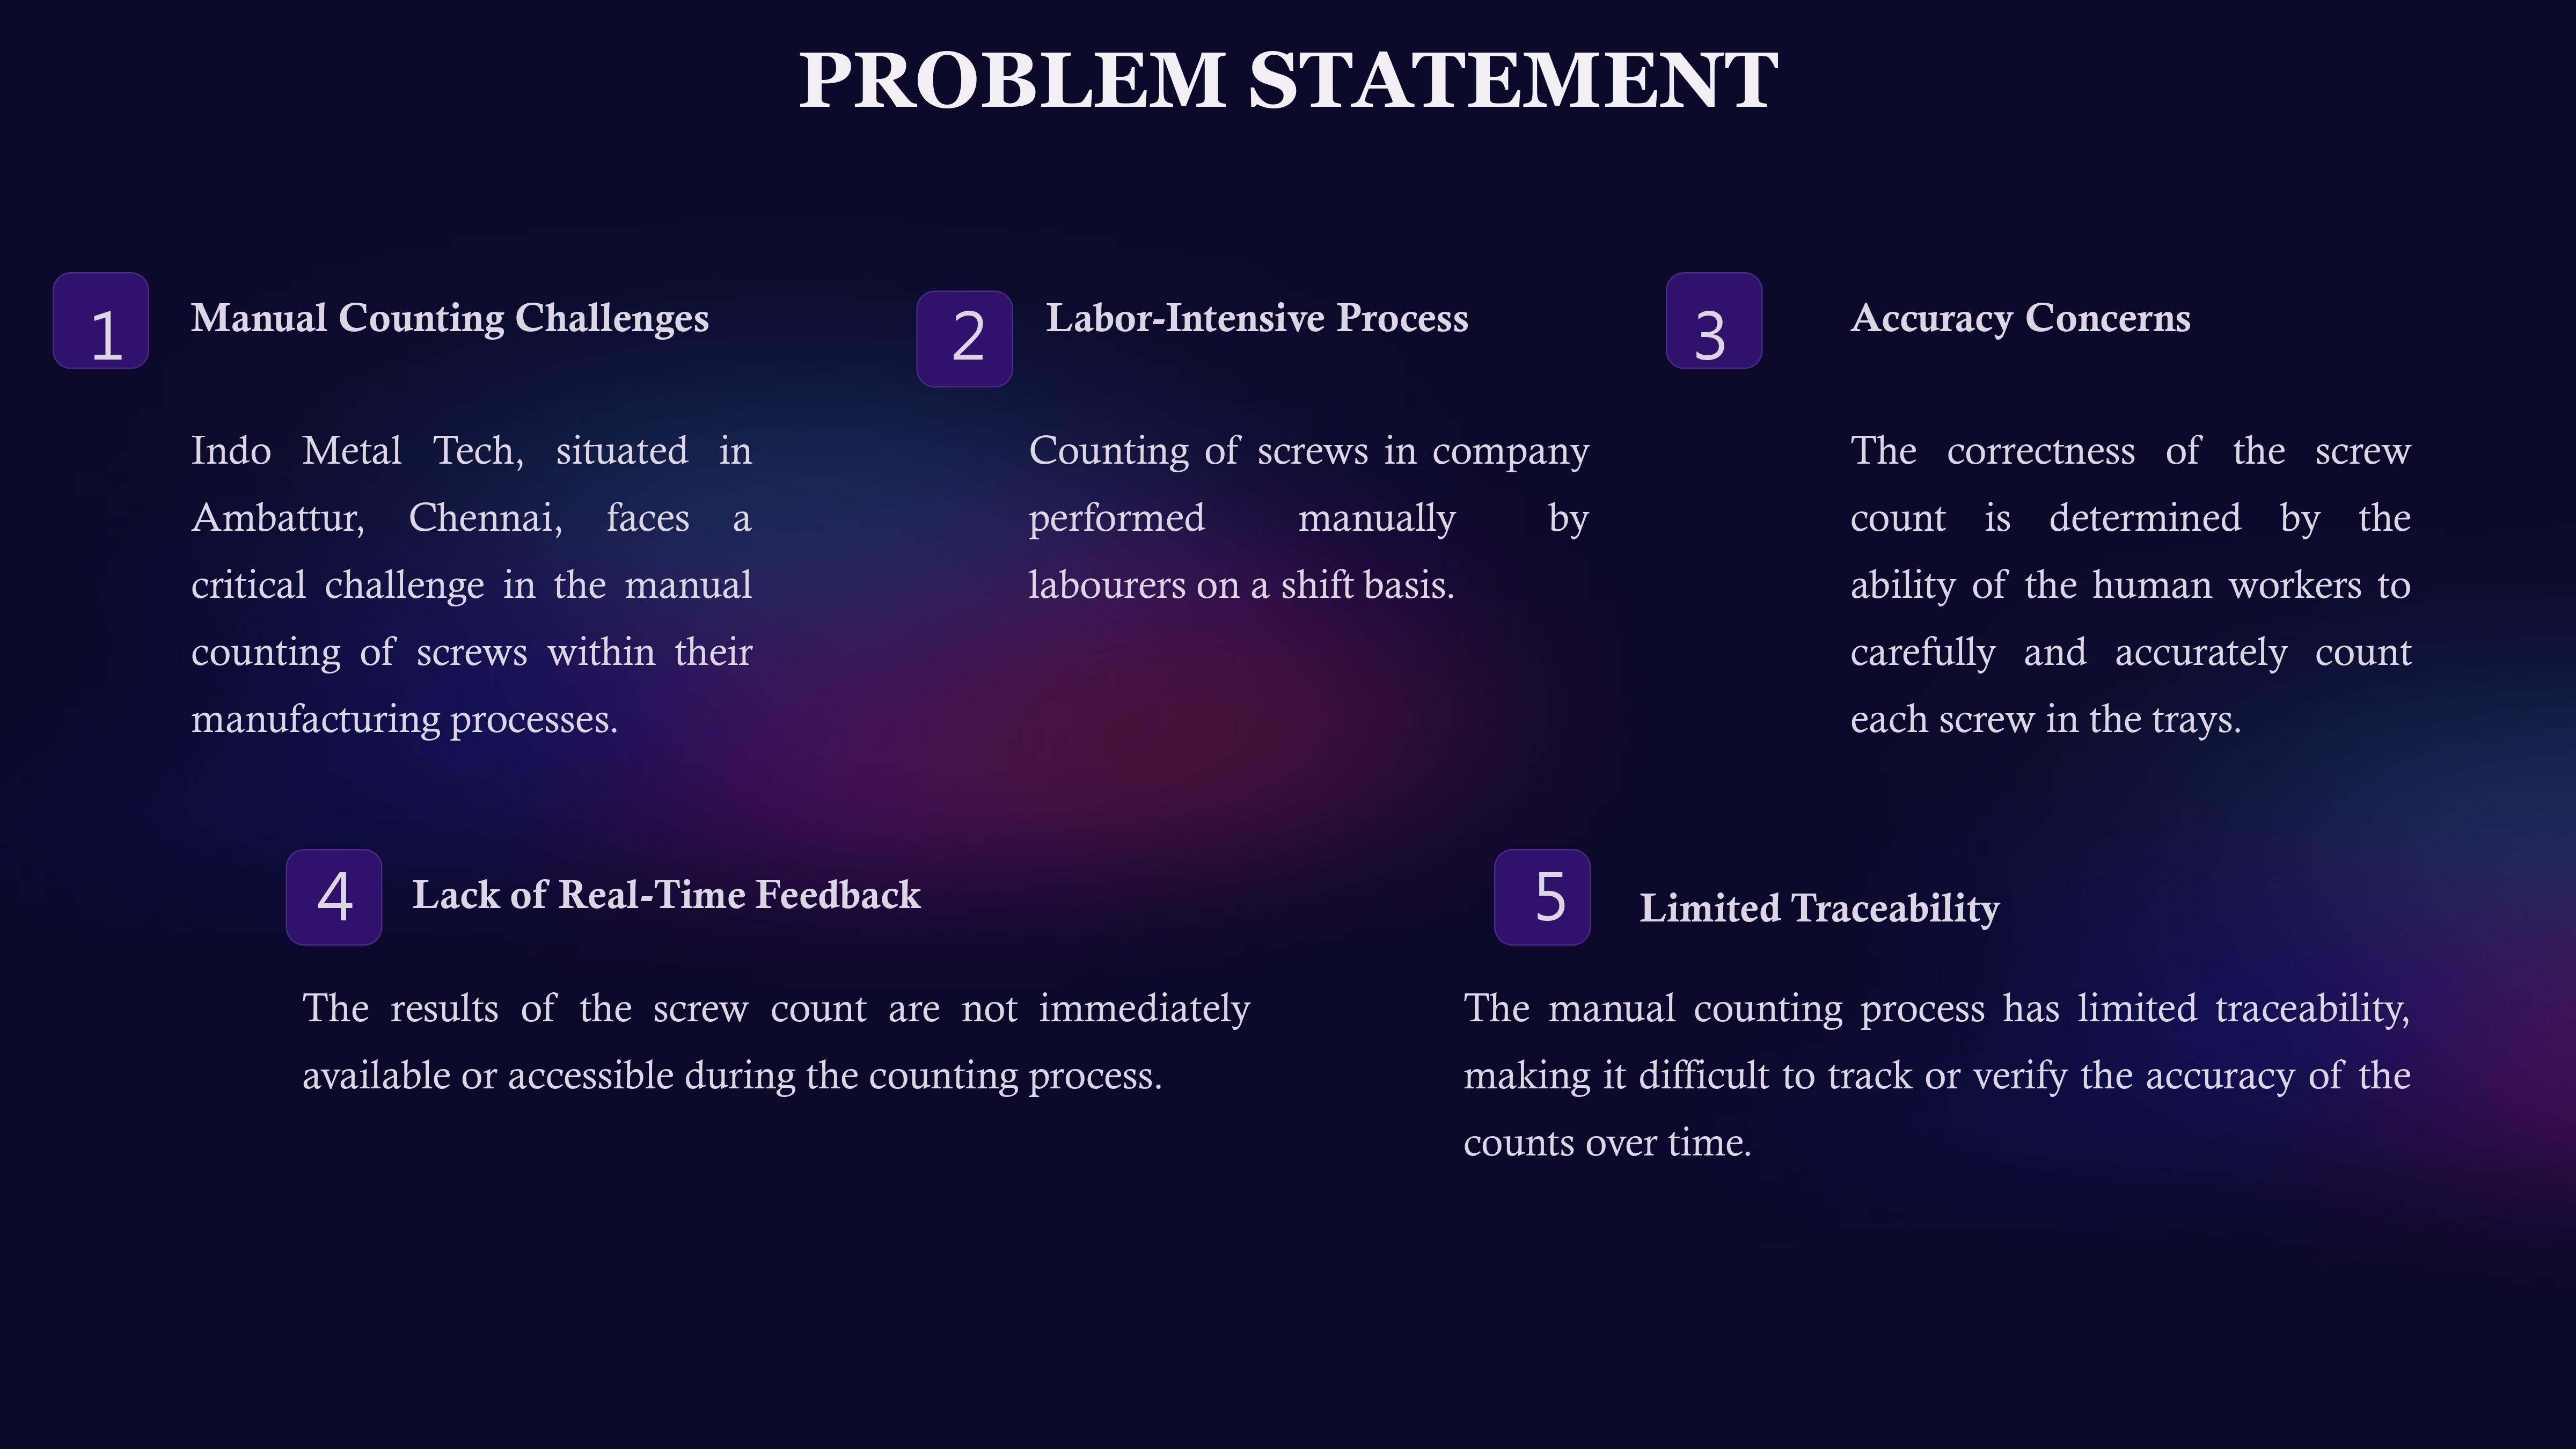 PROBLEM STATEMENT
1
Manual Counting Challenges
Indo Metal Tech, situated in
Ambattur, Chennai, faces a
critical challenge in the manual
counting of screws within their
manufacturing processes.
2
Labor-Intensive Process
Counting of screws in company
performed manually by
labourers on a shift basis.
3
Accuracy Concerns
The correctness of the screw
count is determined by the
ability of the human workers to
carefully and accurately count
each screw in the trays.
4
Lack of Real-Time Feedback
The results of the screw count are not immediately
available or accessible during the counting process.
5
Limited Traceability
The manual counting process has limited traceability,
making it difficult to track or verify the accuracy of the
counts over time.